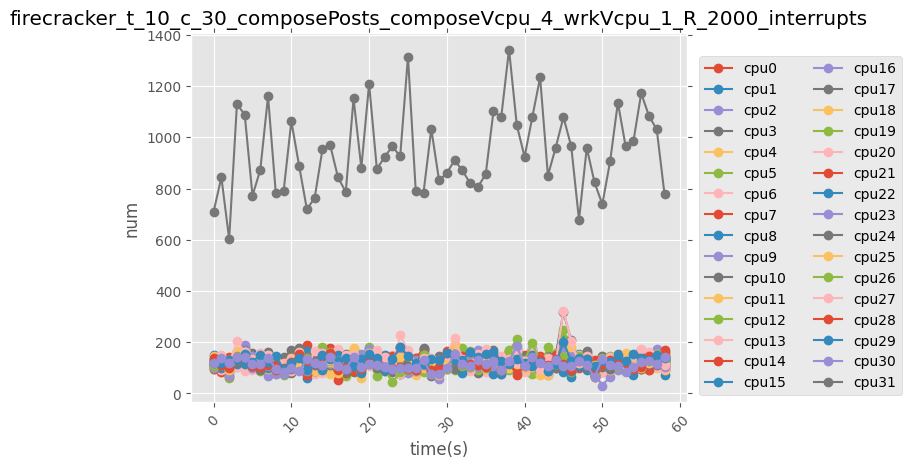 firecracker_t_10_c_30_composePosts_composeVcpu_4_wrkVcpu_1_R_2000_interrupts
1400
1200
1000
800
600
400
200
0
num
0
10
20
30
40
50
60
time(s)
cpu0
cpu1
cpu2
cpu3
cpu4
cpu5
cpu6
cpu7
cpu8
cpu9
cpu10
cpu11
cpu12
cpu13
cpu14
cpu15
cpu16
cpu17
cpu18
cpu19
cpu20
cpu21
cpu22
cpu23
cpu24
cpu25
cpu26
cpu27
cpu28
cpu29
cpu30
cpu31